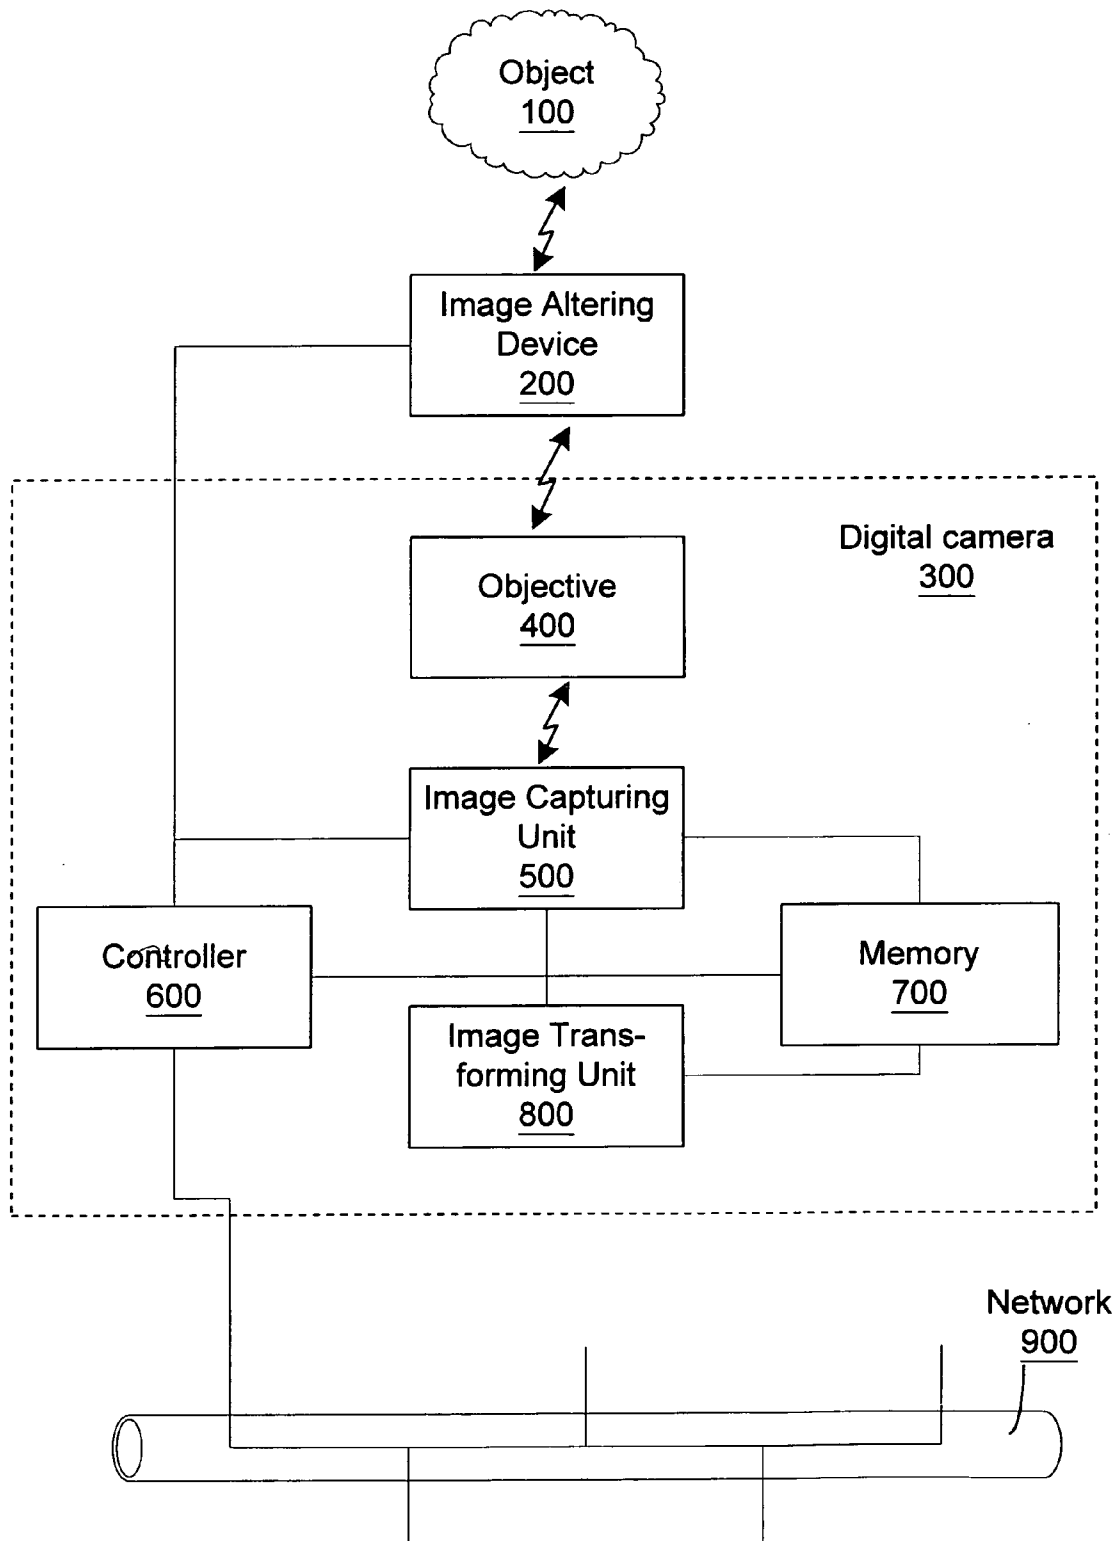 Object
100
Image Altering
Device
200
Digital camera
300
Objective
400
Image Capturing
Unit
500
Controller
600
Memory
700
Image Trans-
forming Unit
800
Network
900